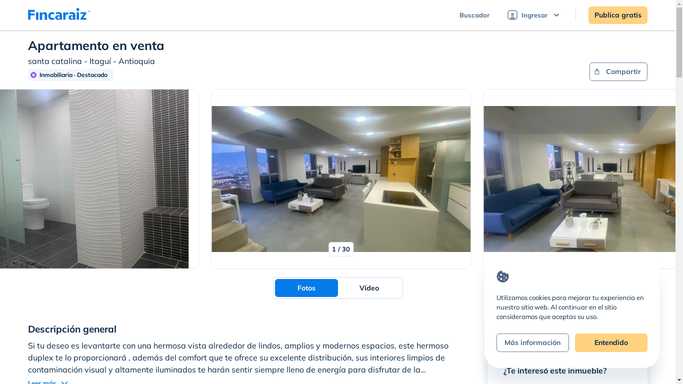 Fincaraiz
Buscador
Ingresar
Publica gratis
Apartamento en venta
santa catalina - Itaguí - Antioquia
Inmobiliaria · Destacado
Compartir
1 / 30
Fotos
Video
Utilizamos cookies para mejorar tu experiencia en
nuestro sitio web. Al continuar en el sitio
consideramos que aceptas su uso.
Más información
Entendido
Descripción general
Si tu deseo es levantarte con una hermosa vista alrededor de lindos, amplios y modernos espacios, este hermoso
duplex te lo proporcionará , además del comfort que te ofrece su excelente distribución, sus interiores limpios de
contaminación visual y altamente iluminados te harán sentir siempre lleno de energía para disfrutar de la...
Leer más
¿Te interesó este inmueble?